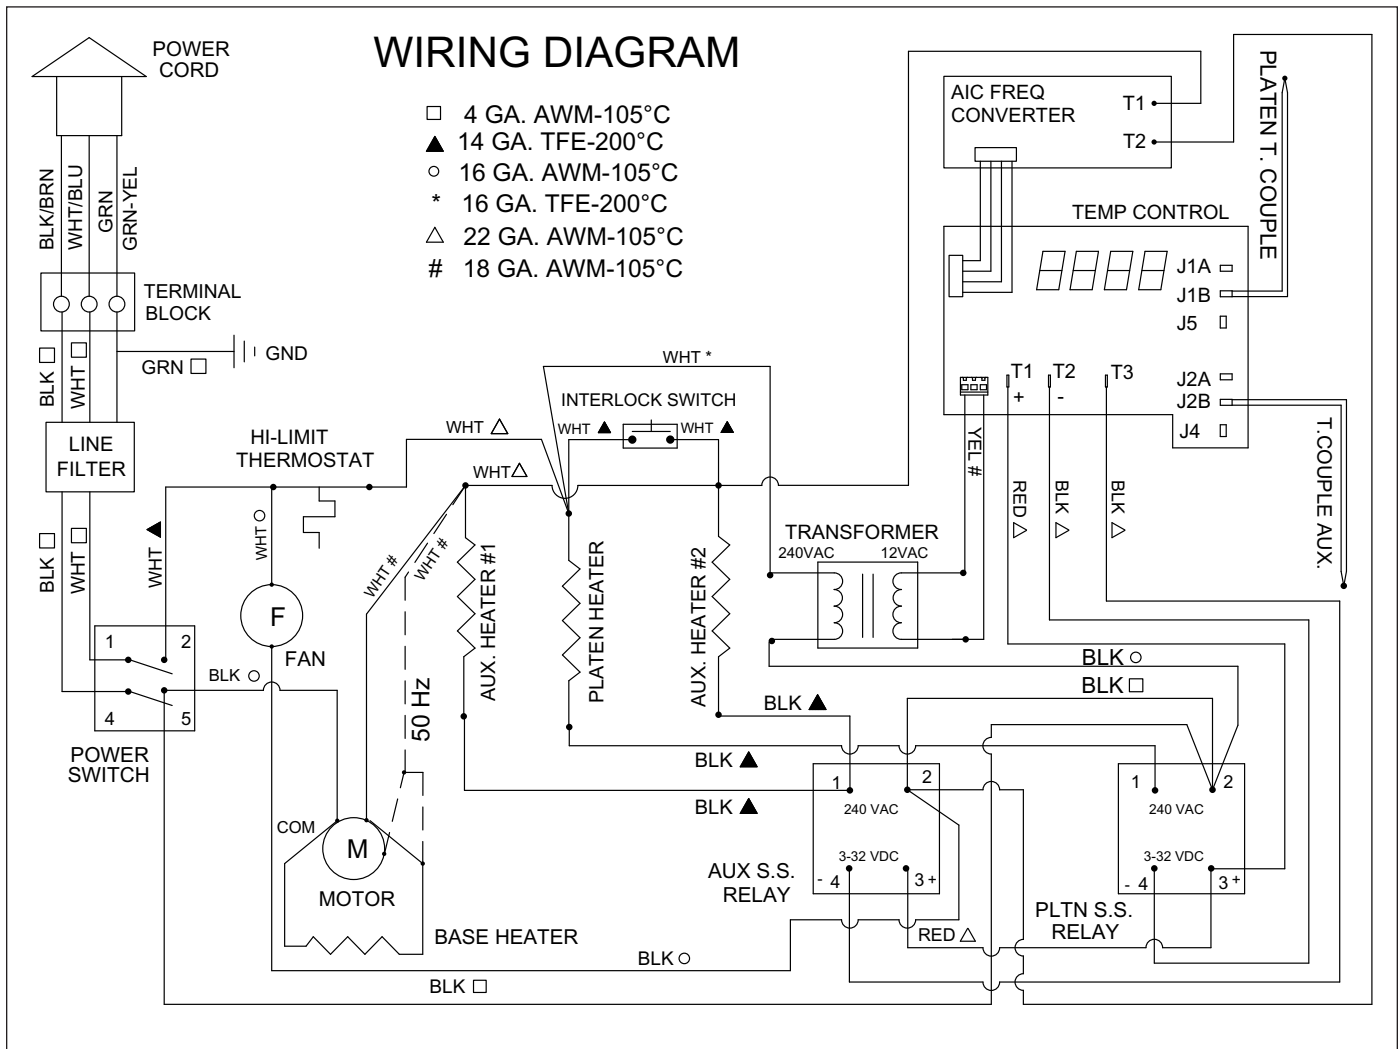 WIRING DIAGRAM
□ 4 GA. AWM-105°C
▲ 14 GA. TFE-200°C
○ 16 GA. AWM-105°C
* 16 GA. TFE-200°C
△ 22 GA. AWM-105°C
# 18 GA. AWM-105°C
POWER
CORD
BLK/BRN
WHT/BLU
GRN
GRN-YEL
TERMINAL
BLOCK
BLK □
WHT □
GRN □
GND
LINE
FILTER
BLK □
WHT □
WHT ▲
HI-LIMIT
THERMOSTAT
WHT ○
F
FAN
1
2
4
5
POWER
SWITCH
BLK ○
WHT △
WHT *
INTERLOCK SWITCH
WHT ▲
WHT ▲
WHT △
WHT #
WHT #
50 Hz
AUX. HEATER #1
PLATEN HEATER
AUX. HEATER #2
COM
M
MOTOR
BASE HEATER
AIC FREQ
CONVERTER
T1
T2
PLATEN T. COUPLE
TEMP CONTROL
J1A
J1B
J5
J2A
J2B
J4
T1
+
T2
-
T3
YEL #
RED △
BLK △
BLK △
T.COUPLE AUX.
TRANSFORMER
240VAC
12VAC
BLK ○
BLK □
BLK ▲
BLK ▲
BLK ▲
1
2
240 VAC
3-32 VDC
- 4
3 +
AUX S.S.
RELAY
1
2
240 VAC
3-32 VDC
- 4
3 +
PLTN S.S.
RELAY
RED △
BLK ○
BLK □